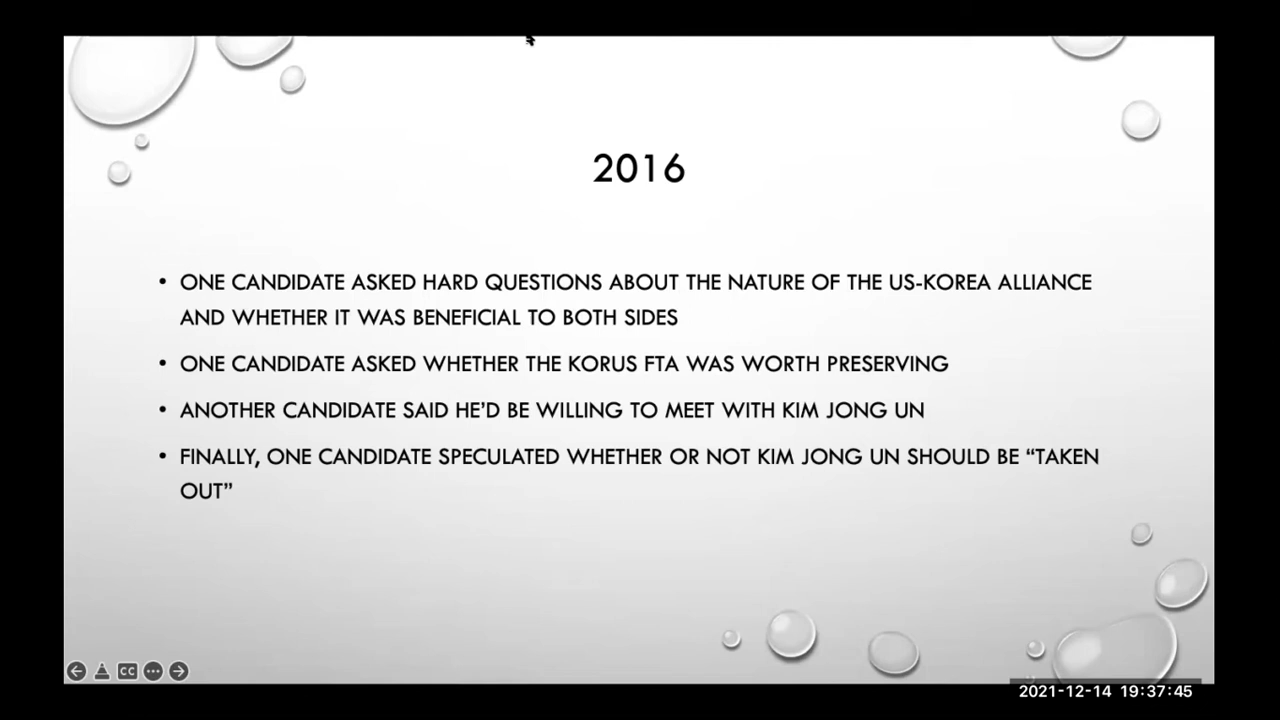 2016
• ONE CANDIDATE ASKED HARD QUESTIONS ABOUT THE NATURE OF THE US-KOREA ALLIANCE
AND WHETHER IT WAS BENEFICIAL TO BOTH SIDES
• ONE CANDIDATE ASKED WHETHER THE KORUS FTA WAS WORTH PRESERVING
• ANOTHER CANDIDATE SAID HE’D BE WILLING TO MEET WITH KIM JONG UN
• FINALLY, ONE CANDIDATE SPECULATED WHETHER OR NOT KIM JONG UN SHOULD BE “TAKEN
OUT”
CC
2021-12-14 19:37:45